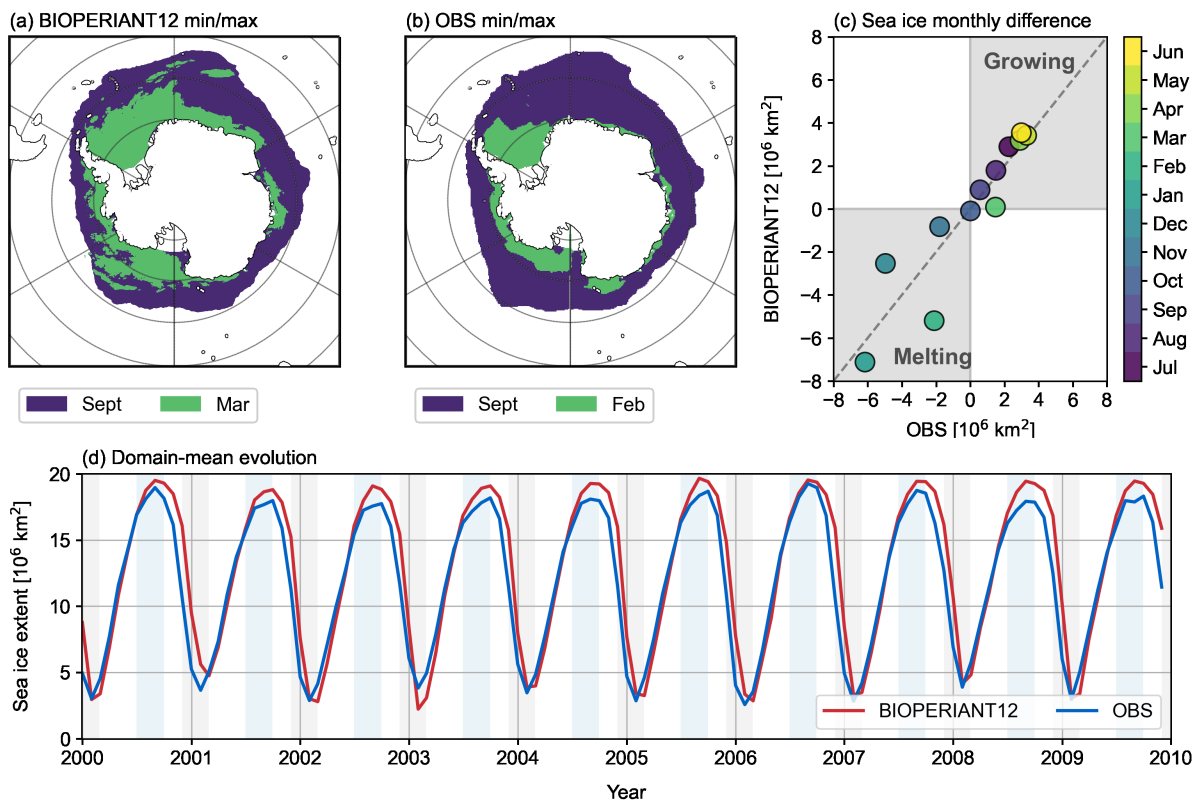 (a) BIOPERIANT12 min/max
(b) OBS min/max
(c) Sea ice monthly difference
Sept
Mar
Sept
Feb
BIOPERIANT12 [10⁶ km²]
8
6
4
2
0
−2
−4
−6
−8
Growing
Melting
−8 −6 −4 −2 0 2 4 6 8
OBS [10⁶ km²]
Jun
May
Apr
Mar
Feb
Jan
Dec
Nov
Oct
Sep
Aug
Jul
(d) Domain-mean evolution
Sea ice extent [10⁶ km²]
20
15
10
5
0
BIOPERIANT12
OBS
2000 2001 2002 2003 2004 2005 2006 2007 2008 2009 2010
Year